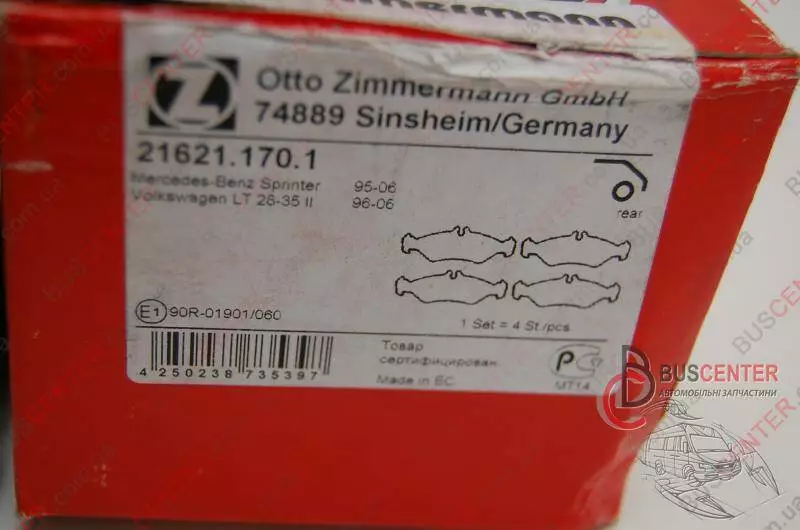 mermann
Z
Otto Zimmermann GmbH
74889 Sinsheim/Germany
21621.170.1
Mercedes-Benz Sprinter 95-06
Volkswagen LT 28-35 II 96-06
rear
E1 90R-01901/060
1 Set = 4 St./pcs
Товар
сертифицирован
Made in EC
МТ14
4 250238 735397
BUSCENTER
АВТОМОБІЛЬНІ ЗАПЧАСТИНИ